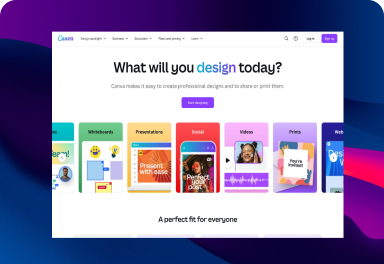 Canva
Design spotlight Business Education Plans and pricing Learn
Log in
Sign up
What will you design today?
Canva makes it easy to create professional designs and to share or print them.
Start designing
Whiteboards
Presentations
Social
Videos
Prints
Web
Present
with ease
Perfect
your
post
You're
invited!
A perfect fit for everyone